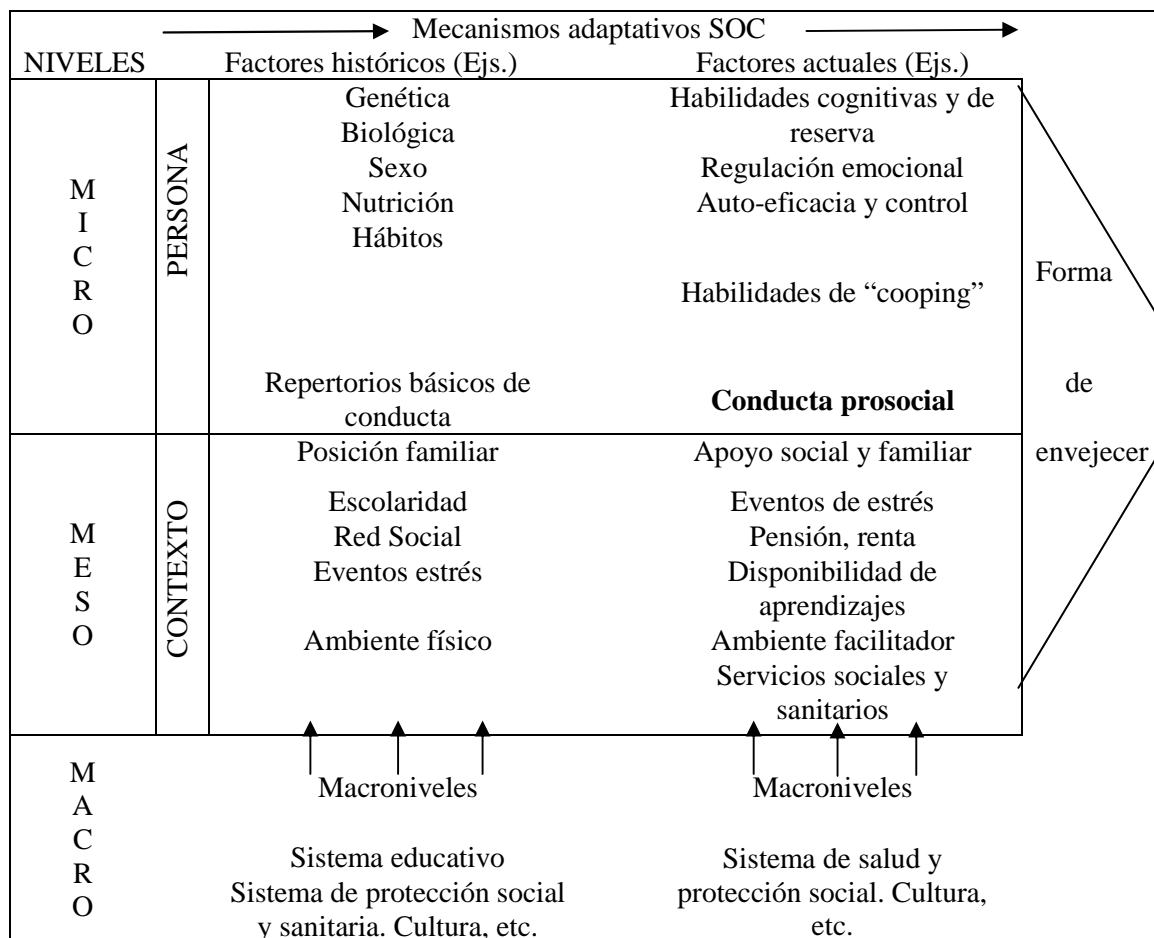 Mecanismos adaptativos SOC
NIVELES Factores históricos (Ejs.) Factores actuales (Ejs.)
M
I
C
R
O
PERSONA
Genética
Biológica
Sexo
Nutrición
Hábitos
Repertorios básicos de
conducta
Habilidades cognitivas y de
reserva
Regulación emocional
Auto-eficacia y control
Habilidades de “cooping”
Conducta prosocial
Forma
de
envejecer
M
E
S
O
CONTEXTO
Posición familiar
Escolaridad
Red Social
Eventos estrés
Ambiente físico
Apoyo social y familiar
Eventos de estrés
Pensión, renta
Disponibilidad de
aprendizajes
Ambiente facilitador
Servicios sociales y
sanitarios
M
A
C
R
O
Macroniveles
Sistema educativo
Sistema de protección social
y sanitaria. Cultura, etc.
Macroniveles
Sistema de salud y
protección social. Cultura,
etc.